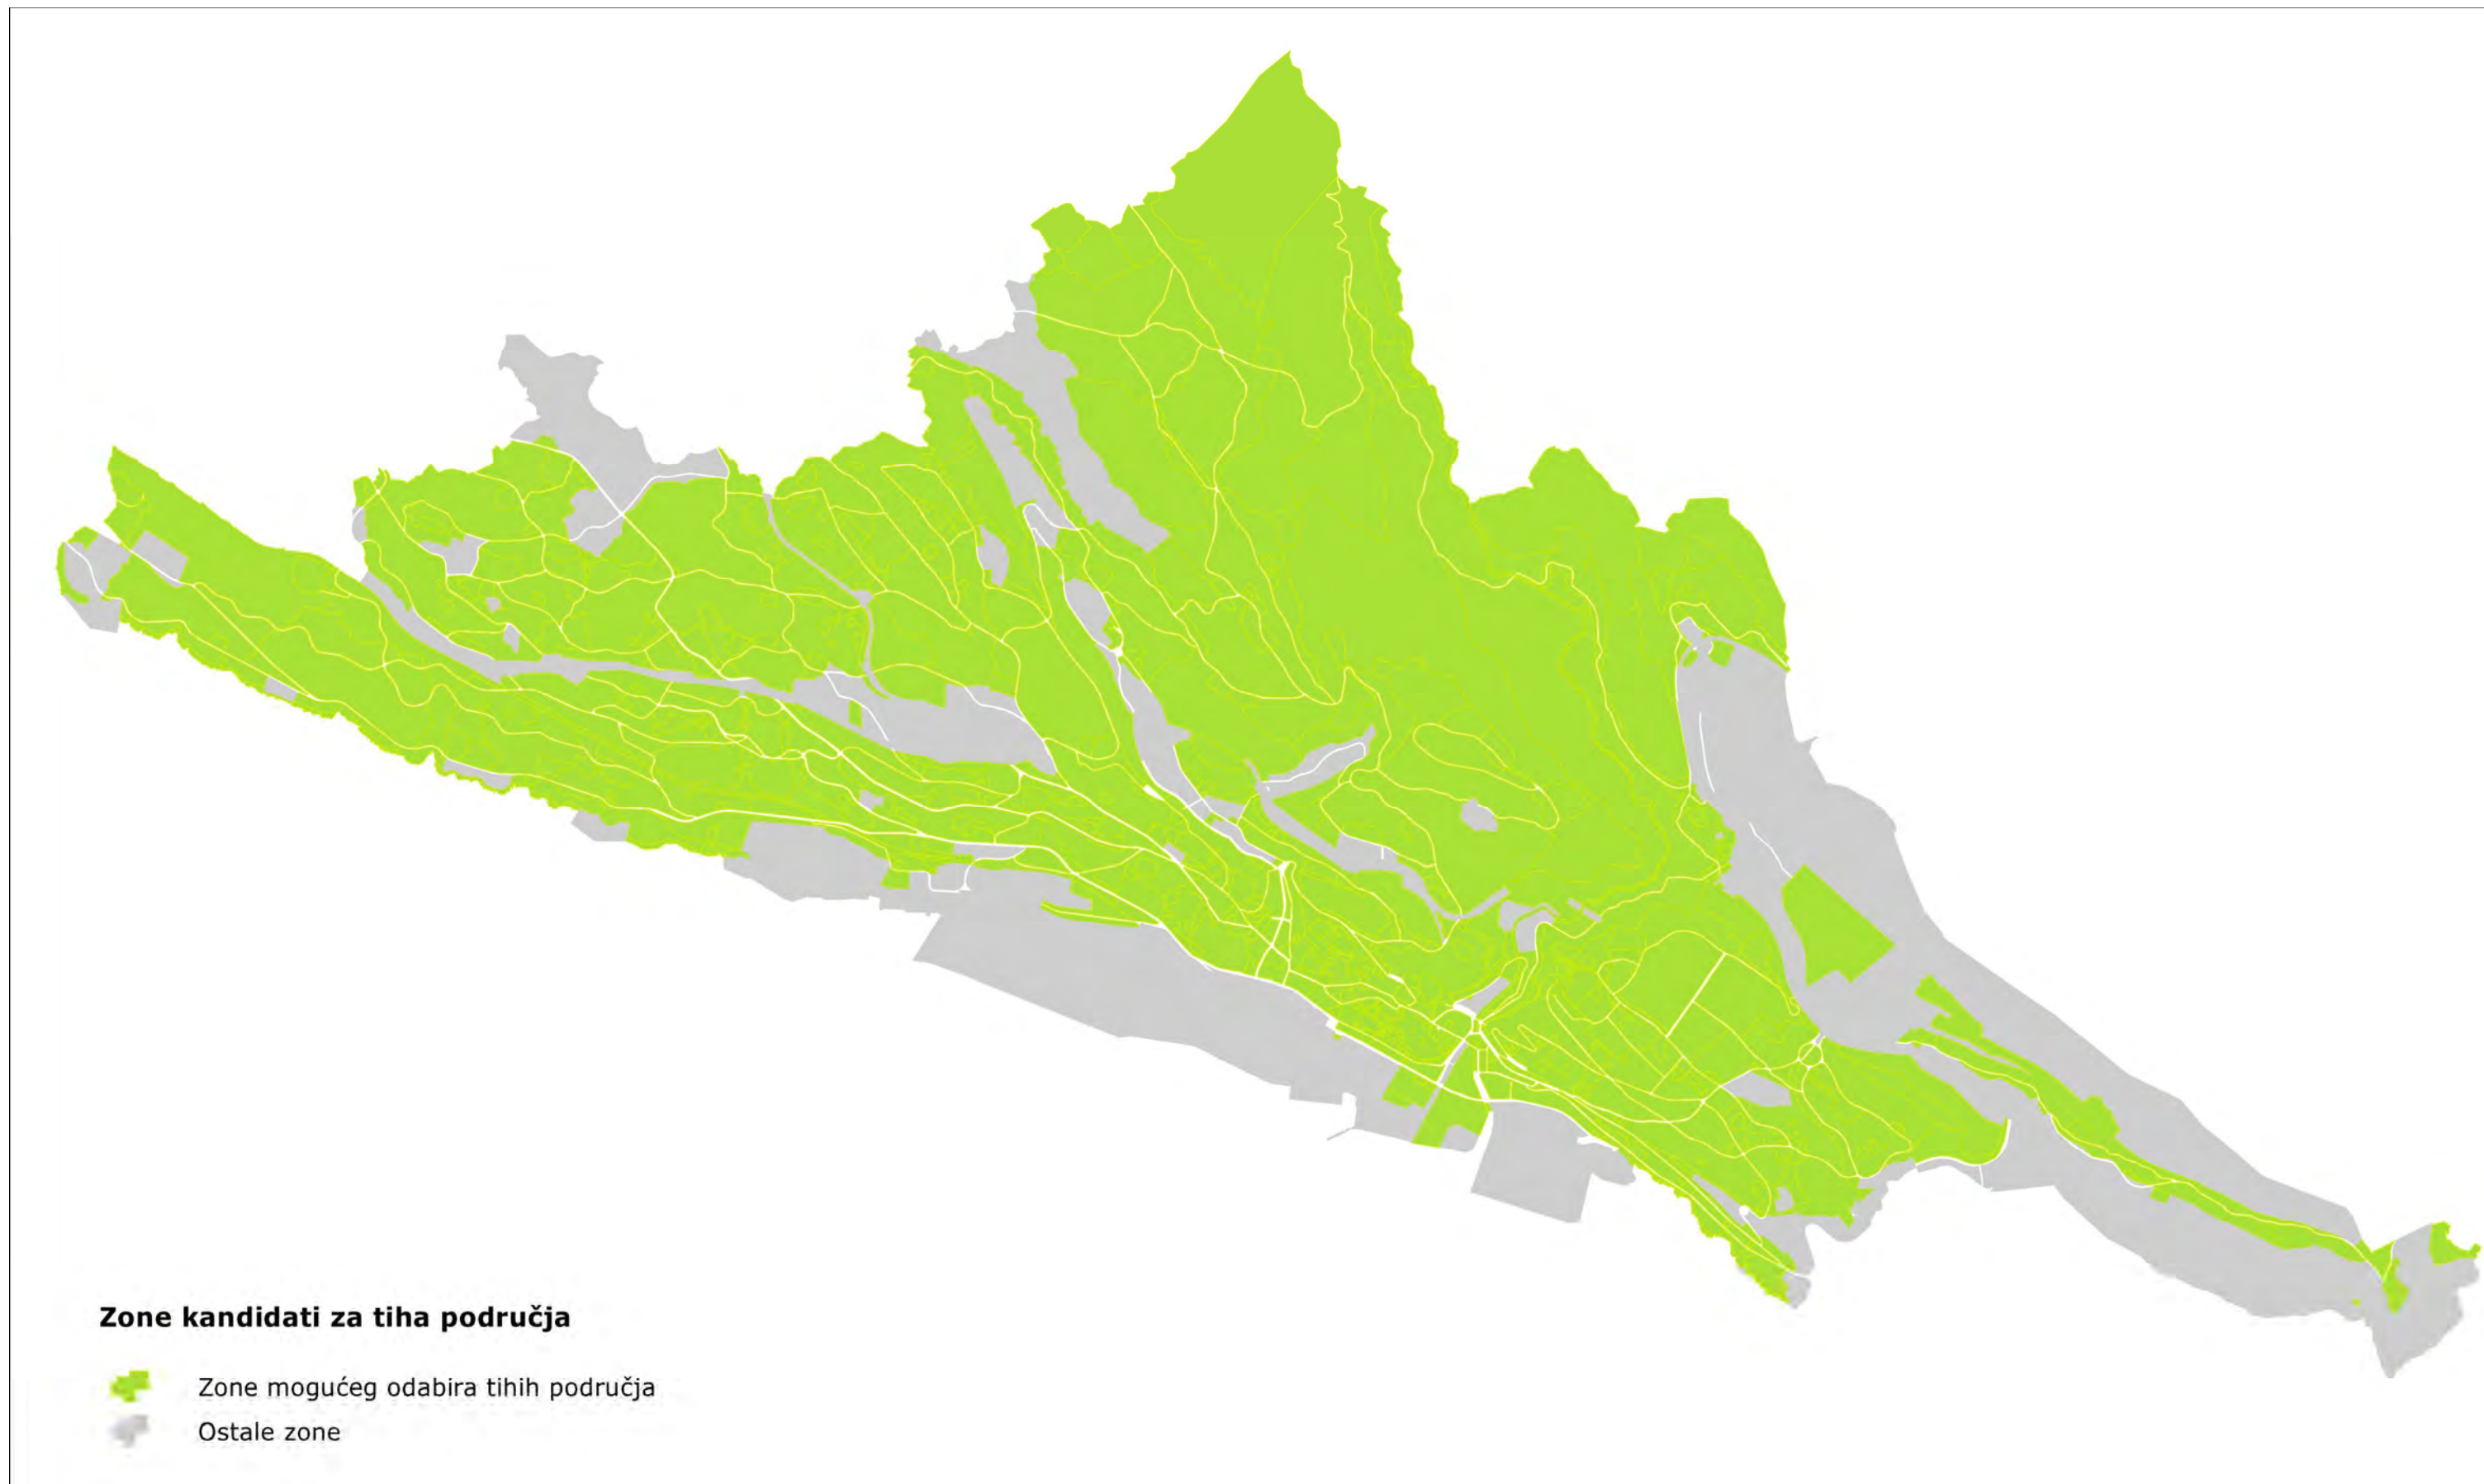 Zone kandidati za tiha područja
Zone mogućeg odabira tihih područja
Ostale zone